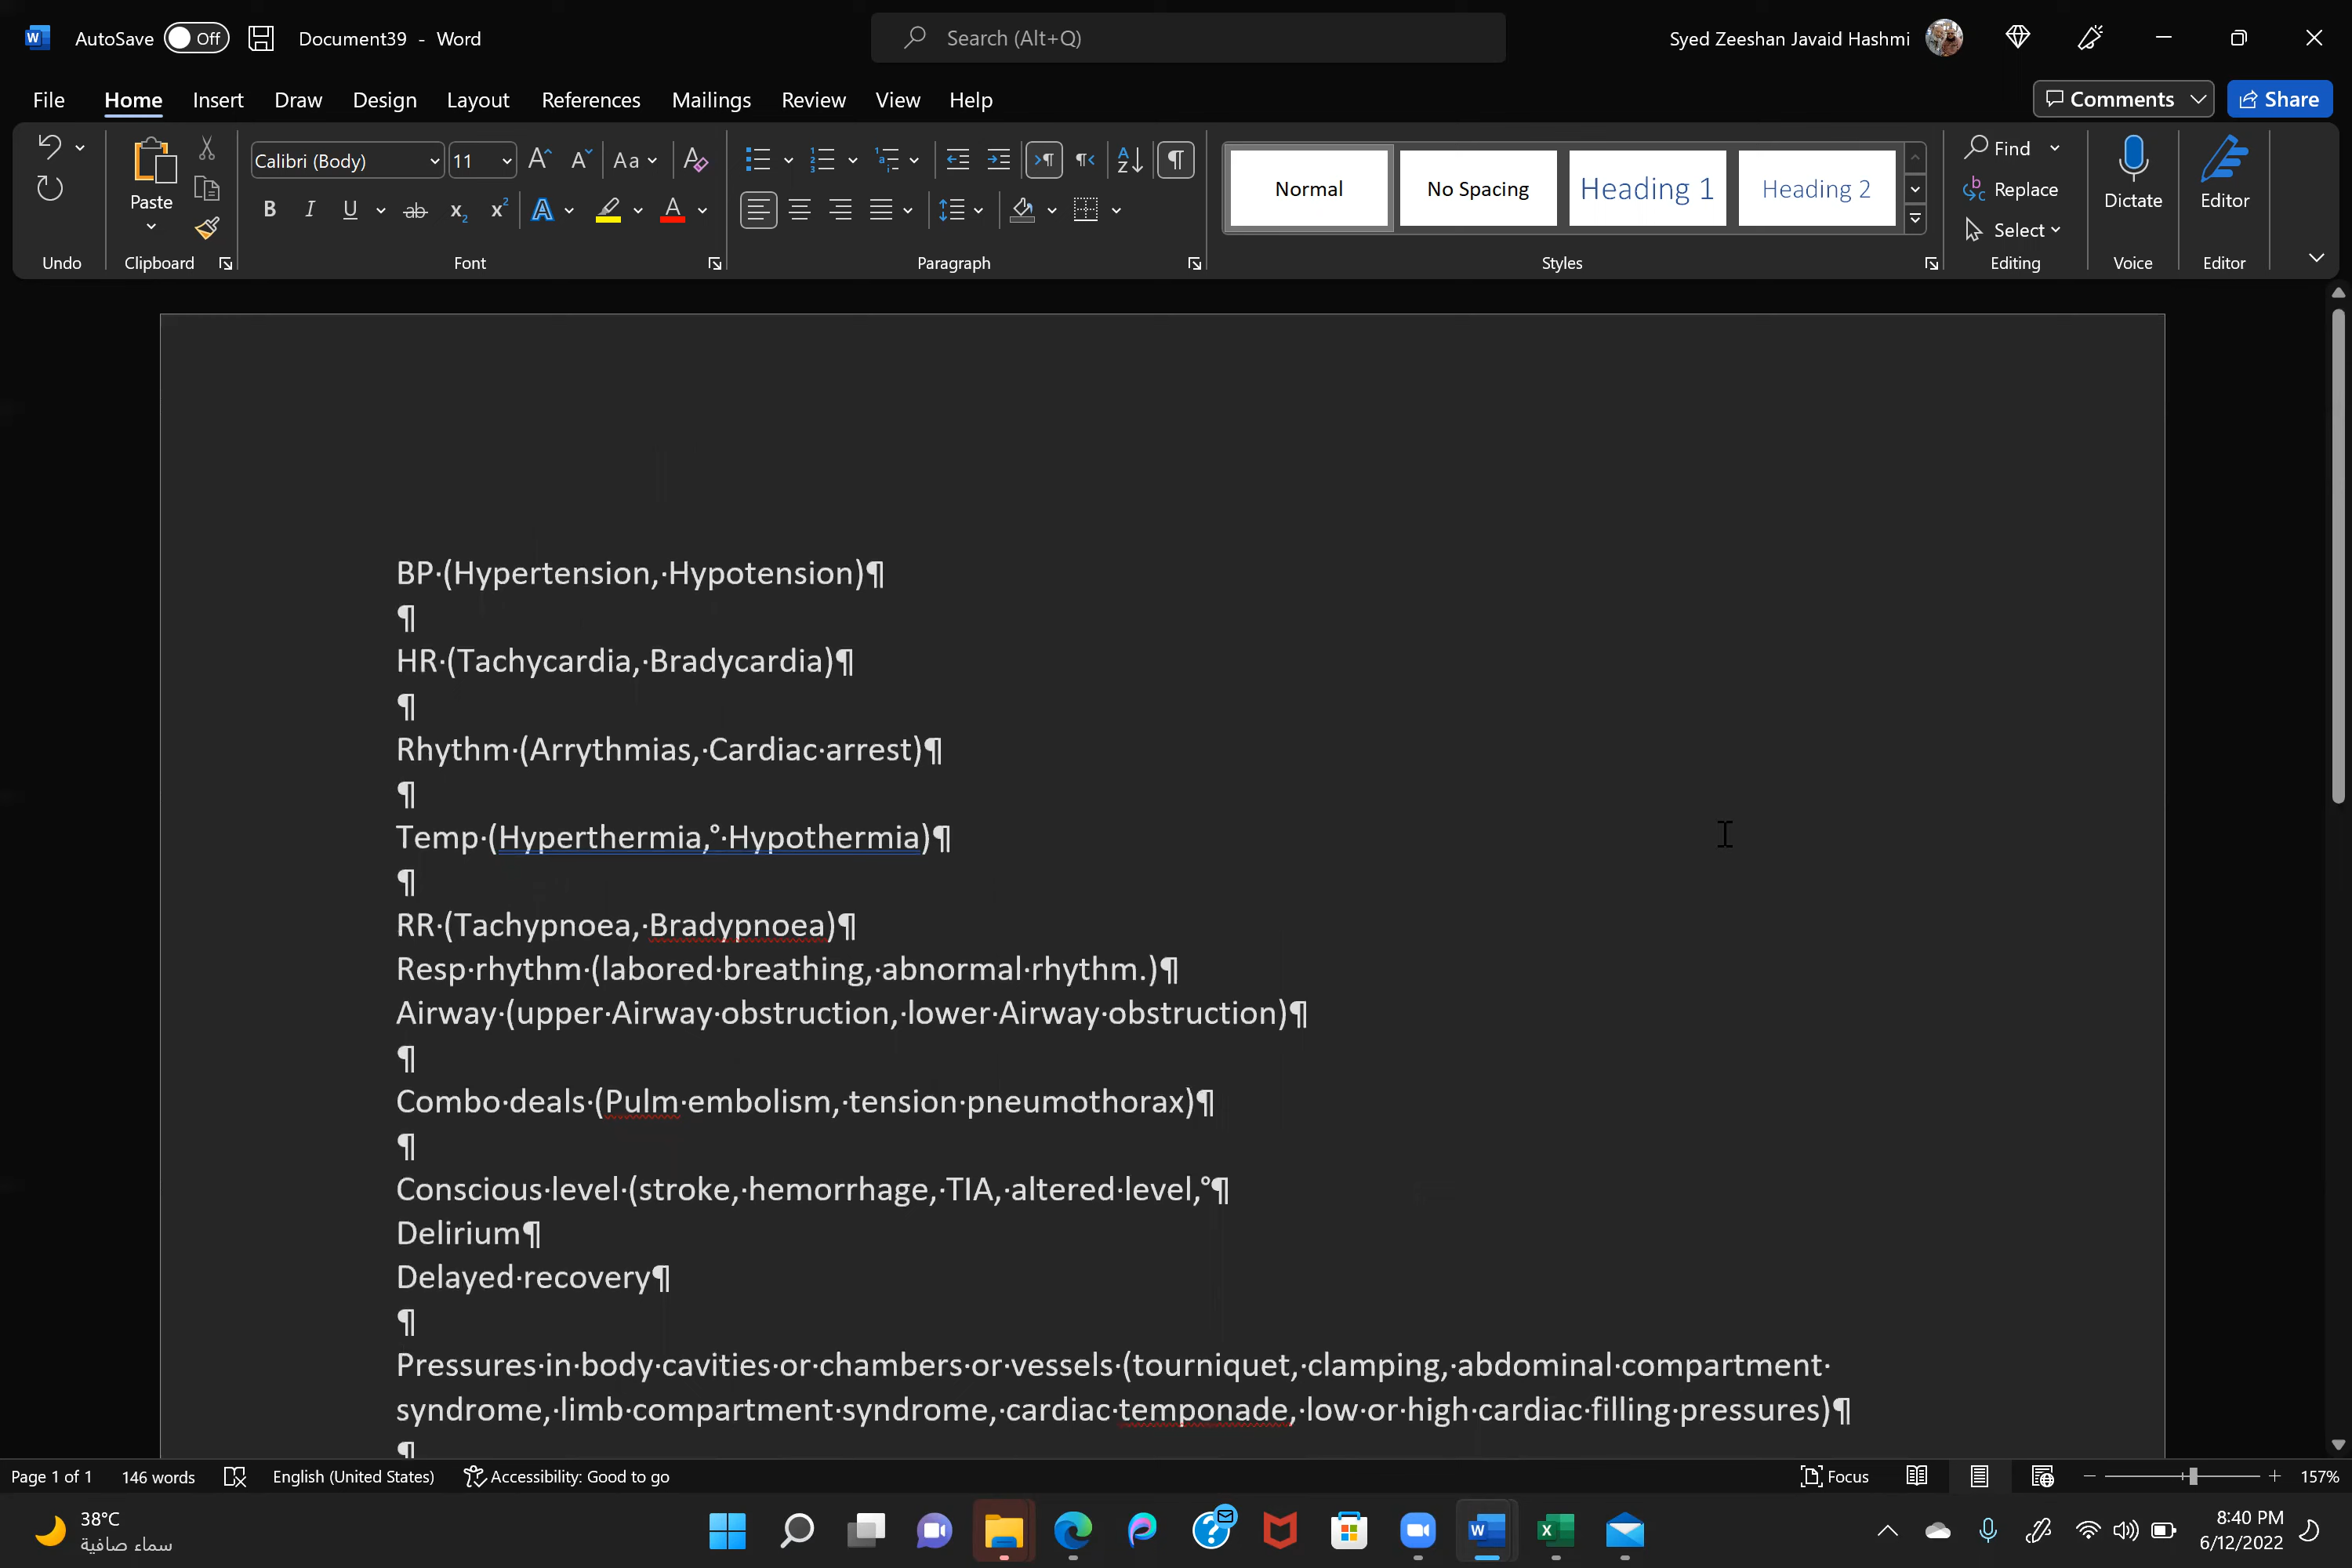 AutoSave Off Document39 - Word Search (Alt+Q) Syed Zeeshan Javaid Hashmi
File Home Insert Draw Design Layout References Mailings Review View Help Comments Share
Calibri (Body) 11 Aa
Paste
Normal No Spacing Heading 1 Heading 2
Find
Replace
Select
Dictate Editor
Undo Clipboard Font Paragraph Styles Editing Voice Editor
BP·(Hypertension,·Hypotension)¶
¶
HR·(Tachycardia,·Bradycardia)¶
¶
Rhythm·(Arrythmias,·Cardiac·arrest)¶
¶
Temp·(Hyperthermia,°·Hypothermia)¶
¶
RR·(Tachypnoea,·Bradypnoea)¶
Resp·rhythm·(labored·breathing,·abnormal·rhythm.)¶
Airway·(upper·Airway·obstruction,·lower·Airway·obstruction)¶
¶
Combo·deals·(Pulm·embolism,·tension·pneumothorax)¶
¶
Conscious·level·(stroke,·hemorrhage,·TIA,·altered·level,°¶
Delirium¶
Delayed·recovery¶
¶
Pressures·in·body·cavities·or·chambers·or·vessels·(tourniquet,·clamping,·abdominal·compartment·
syndrome,·limb·compartment·syndrome,·cardiac·temponade,·low·or·high·cardiac·filling·pressures)¶
¶
Page 1 of 1 146 words English (United States) Accessibility: Good to go Focus 157%
38°C
سماء صافية
8:40 PM
6/12/2022